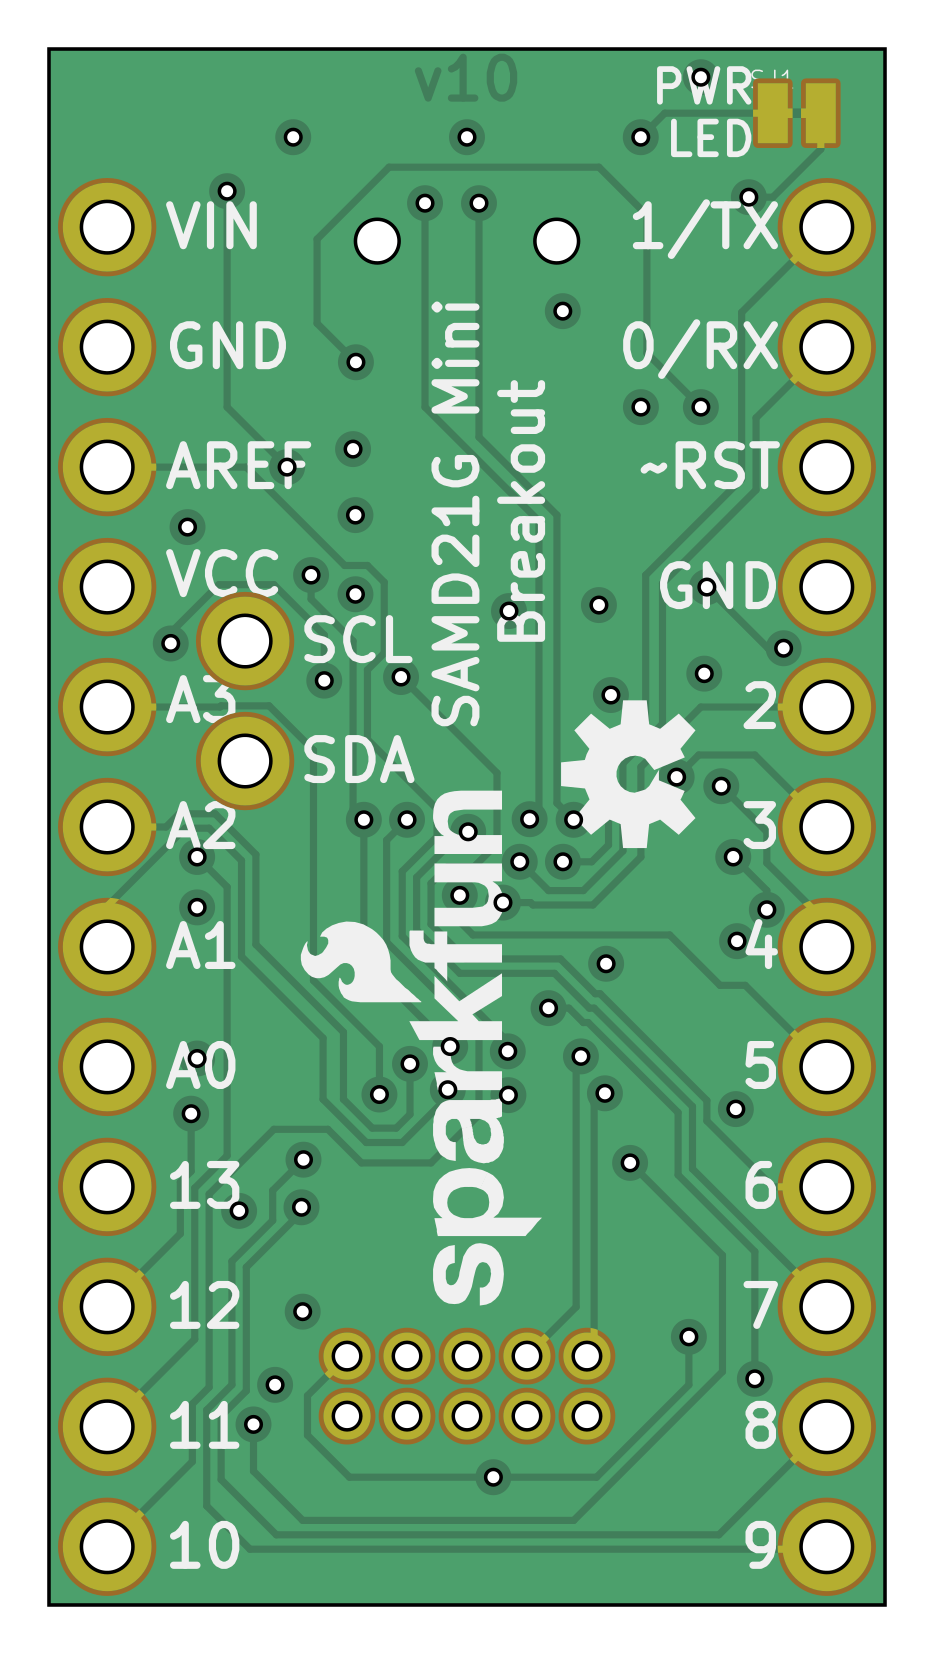 v10
PWR
SJ1
LED
VIN
1/TX
GND
0/RX
AREF
~RST
VCC
GND
SCL
A3
2
SDA
A2
3
A1
4
A0
5
13
6
12
7
11
8
10
9
SAMD21G Mini
Breakout
sparkfun